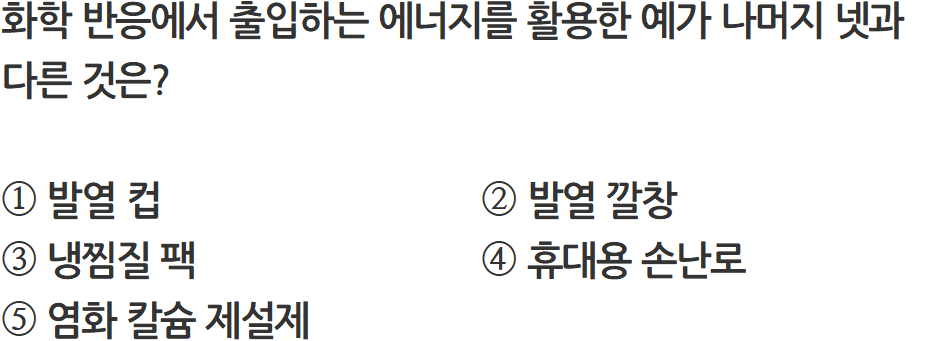 화학 반응에서 출입하는 에너지를 활용한 예가 나머지 넷과
다른 것은?
① 발열 컵 ② 발열 깔창
③ 냉찜질 팩 ④ 휴대용 손난로
⑤ 염화 칼슘 제설제